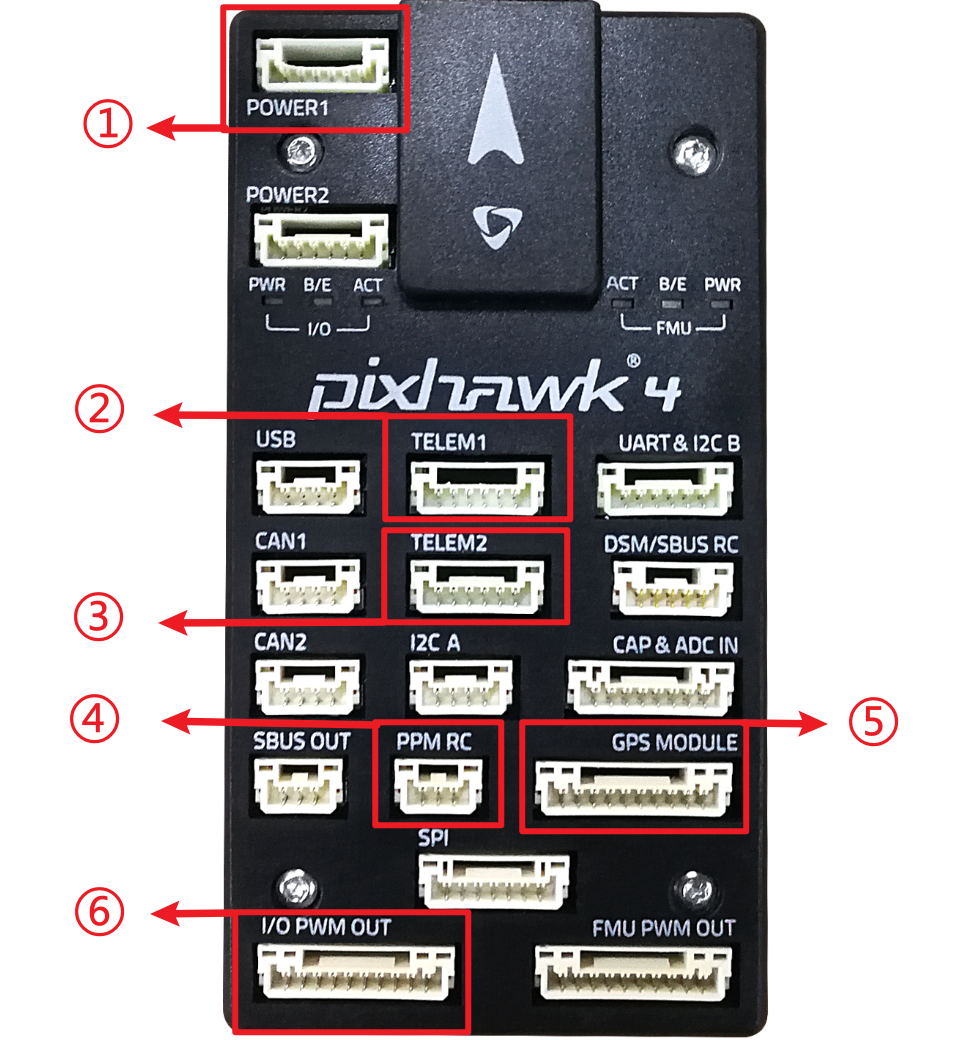 ①
POWER1
POWER2
PWR B/E ACT
I/O
ACT B/E PWR
FMU
pixhawk® 4
②
USB
TELEM1
UART & I2C B
CAN1
TELEM2
DSM/SBUS RC
③
CAN2
I2C A
CAP & ADC IN
④
SBUS OUT
PPM RC
GPS MODULE
⑤
SPI
⑥
I/O PWM OUT
FMU PWM OUT